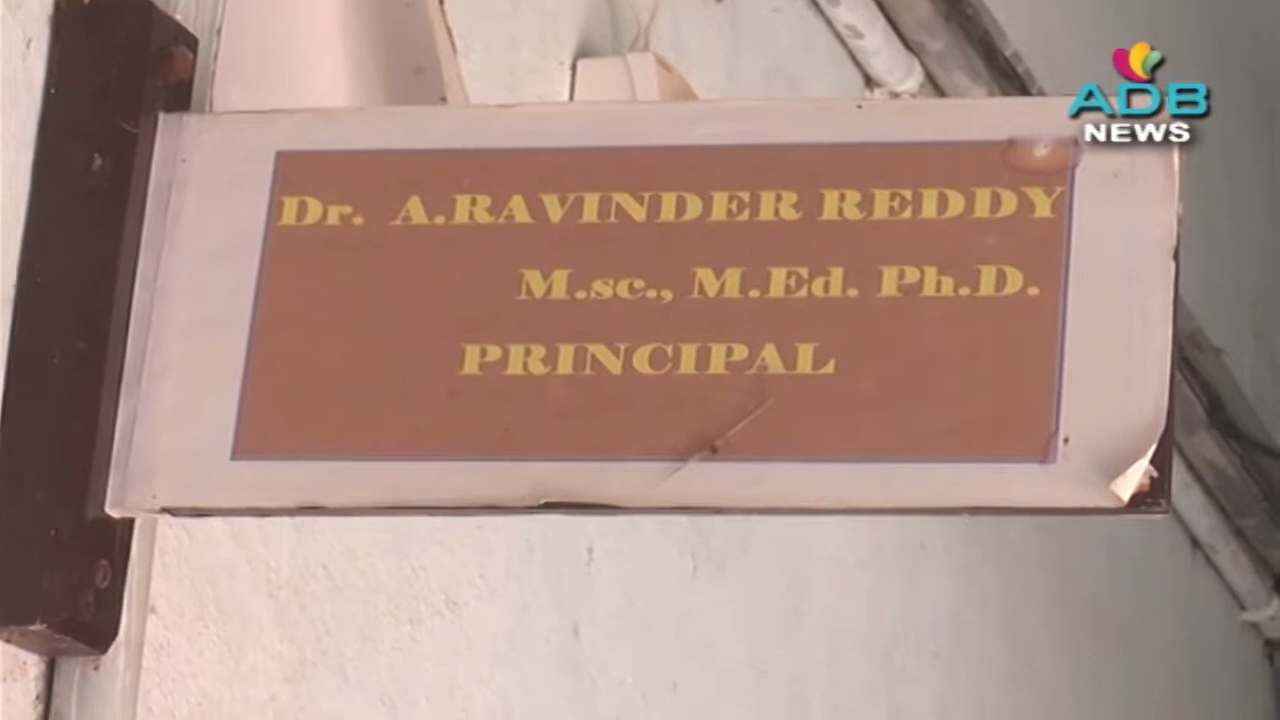 ADB
NEWS
Dr. A.RAVINDER REDDY
M.sc., M.Ed. Ph.D.
PRINCIPAL